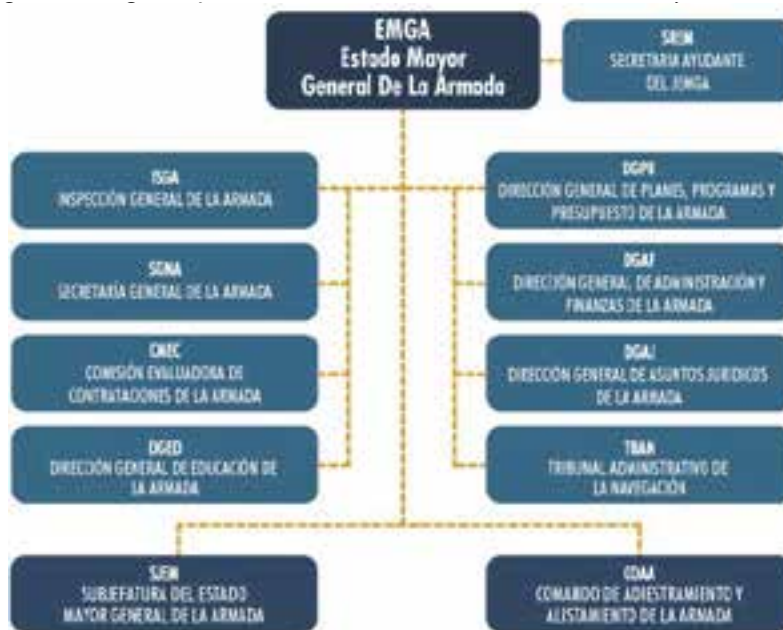 EMGA
Estado Mayor
General De La Armada
SECRETARIA AYUDANTE
DEL JEMGA
INSPECCIÓN GENERAL DE LA ARMADA
DIRECCIÓN GENERAL DE PLANES, PROGRAMAS Y
PRESUPUESTO DE LA ARMADA
SGNA
SECRETARÍA GENERAL DE LA ARMADA
DGAF
DIRECCIÓN GENERAL DE ADMINISTRACIÓN Y
FINANZAS DE LA ARMADA
CMEC
COMISIÓN EVALUADORA DE
CONTRATACIONES DE LA ARMADA
DGAJ
DIRECCIÓN GENERAL DE ASUNTOS JURIDICOS
DE LA ARMADA
DGED
DIRECCIÓN GENERAL DE EDUCACIÓN DE
LA ARMADA
TBAN
TRIBUNAL ADMINISTRATIVO DE
LA NAVEGACIÓN
SJEM
SUBJEFATURA DEL ESTADO
MAYOR GENERAL DE LA ARMADA
COAA
COMANDO DE ADIESTRAMIENTO Y
ALISTAMIENTO DE LA ARMADA